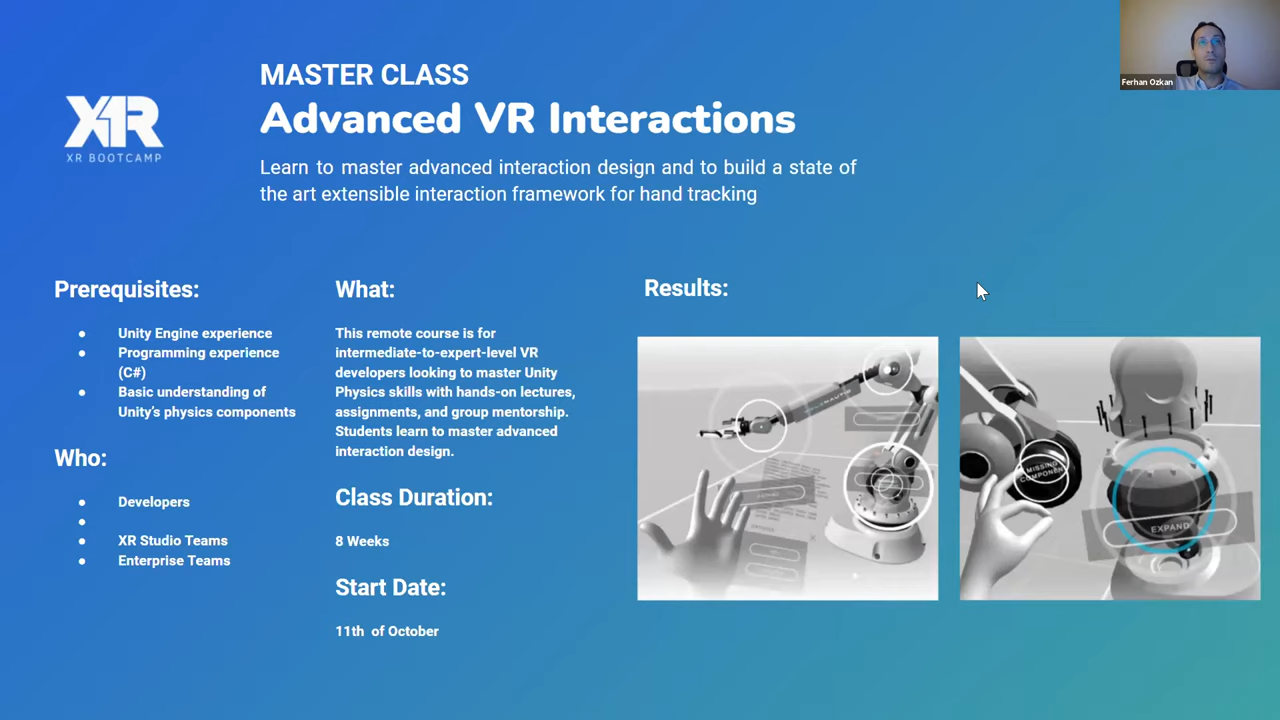 Ferhan Ozkan
XR
XR BOOTCAMP
MASTER CLASS
Advanced VR Interactions
Learn to master advanced interaction design and to build a state of
the art extensible interaction framework for hand tracking
Prerequisites:
Unity Engine experience
Programming experience
(C#)
Basic understanding of
Unity's physics components
Who:
Developers
XR Studio Teams
Enterprise Teams
What:
This remote course is for
intermediate-to-expert-level VR
developers looking to master Unity
Physics skills with hands-on lectures,
assignments, and group mentorship.
Students learn to master advanced
interaction design.
Class Duration:
8 Weeks
Start Date:
11th of October
Results:
MISSING
COMPONENT
EXPAND